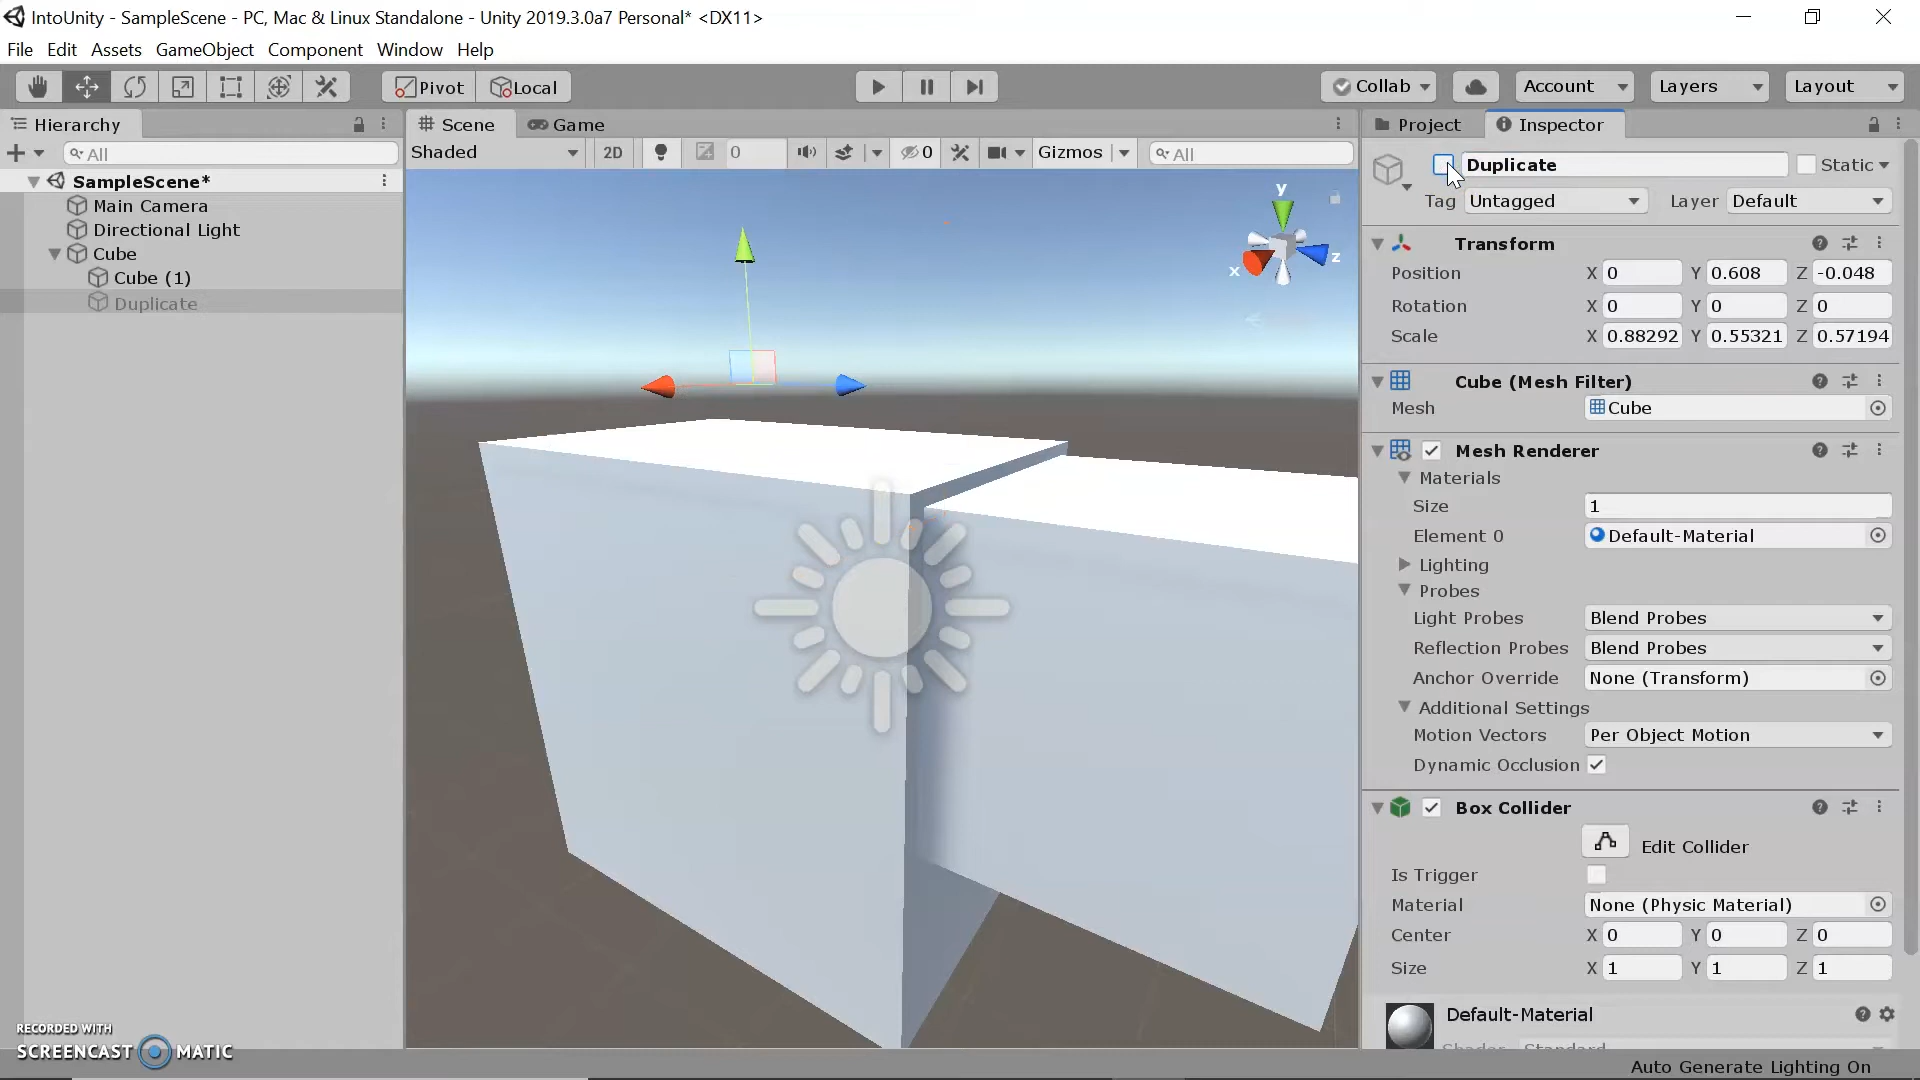 IntoUnity - SampleScene - PC, Mac & Linux Standalone - Unity 2019.3.0a7 Personal* <DX11>
File Edit Assets GameObject Component Window Help
Pivot Local Collab Account Layers Layout
Hierarchy Scene Game Project Inspector
All Shaded 2D 0 0 Gizmos All
Duplicate Static
SampleScene*
Tag Untagged Layer Default
Main Camera
Directional Light
Cube
Cube (1)
Duplicate
y
x
z
Transform
Position X 0 Y 0.608 Z -0.048
Rotation X 0 Y 0 Z 0
Scale X 0.88292 Y 0.55321 Z 0.57194
Cube (Mesh Filter)
Mesh Cube
Mesh Renderer
Materials
Size 1
Element 0 Default-Material
Lighting
Probes
Light Probes Blend Probes
Reflection Probes Blend Probes
Anchor Override None (Transform)
Additional Settings
Motion Vectors Per Object Motion
Dynamic Occlusion
Box Collider
Edit Collider
Is Trigger
Material None (Physic Material)
Center X 0 Y 0 Z 0
Size X 1 Y 1 Z 1
Default-Material
Shader Standard
RECORDED WITH
SCREENCAST MATIC
Auto Generate Lighting On